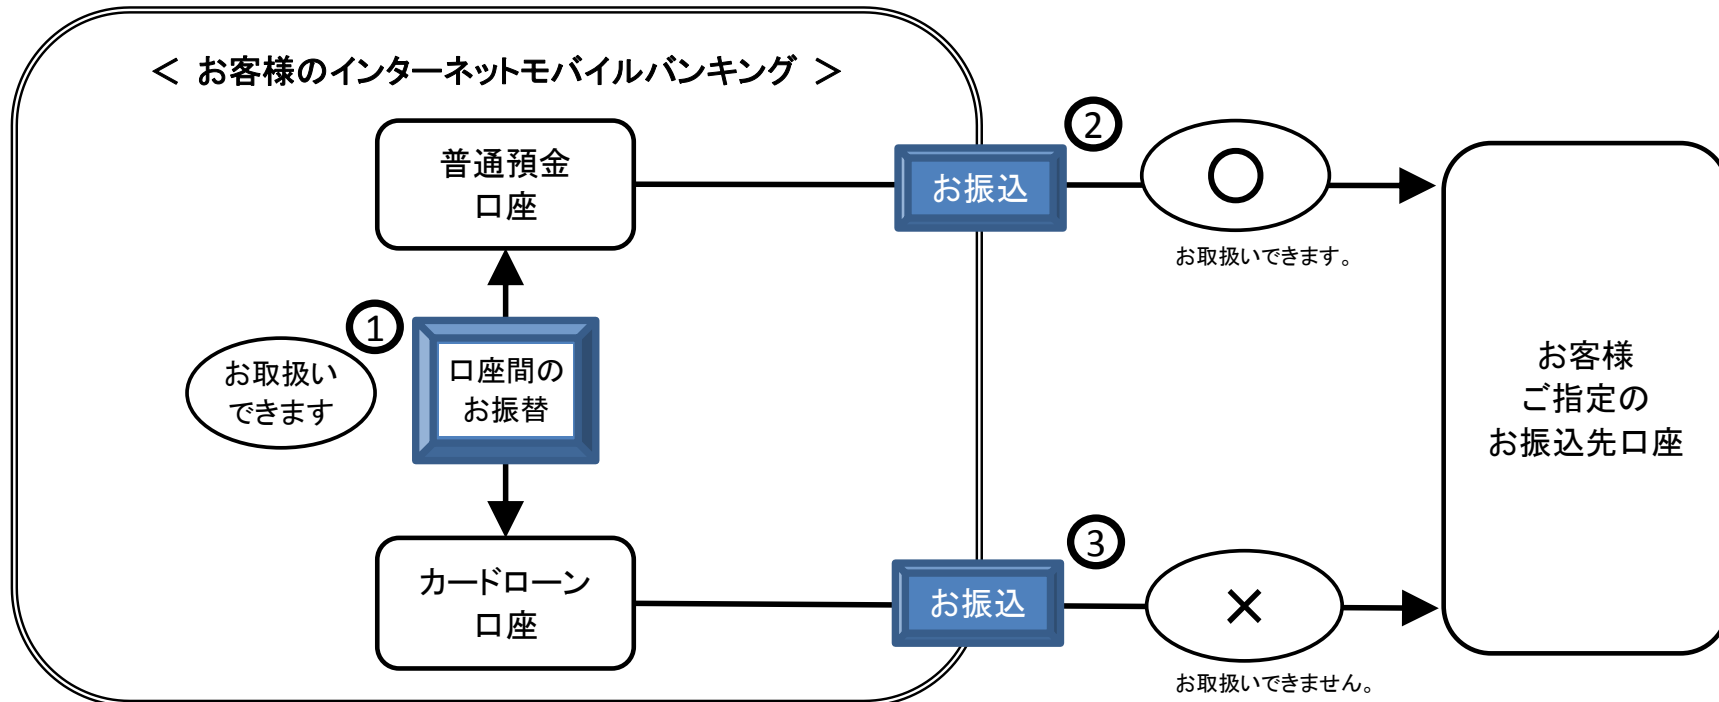 ＜ お客様のインターネットモバイルバンキング ＞
普通預金
口座
お振込
②
○
お取扱いできます。
①
お取扱い
できます
口座間の
お振替
お客様
ご指定の
お振込先口座
カードローン
口座
お振込
③
×
お取扱いできません。